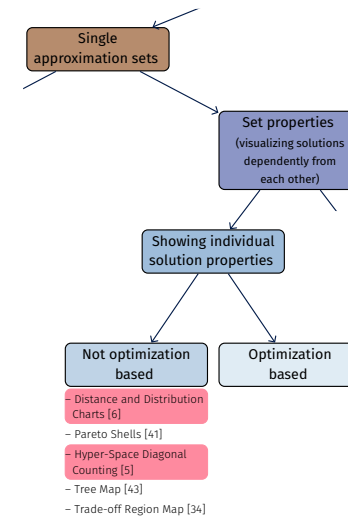 Single
approximation sets
Set properties
(visualizing solutions
dependently from
each other)
Showing individual
solution properties
Not optimization
based
Optimization
based
– Distance and Distribution
Charts [6]
– Pareto Shells [41]
– Hyper-Space Diagonal
Counting [5]
– Tree Map [43]
– Trade-off Region Map [34]